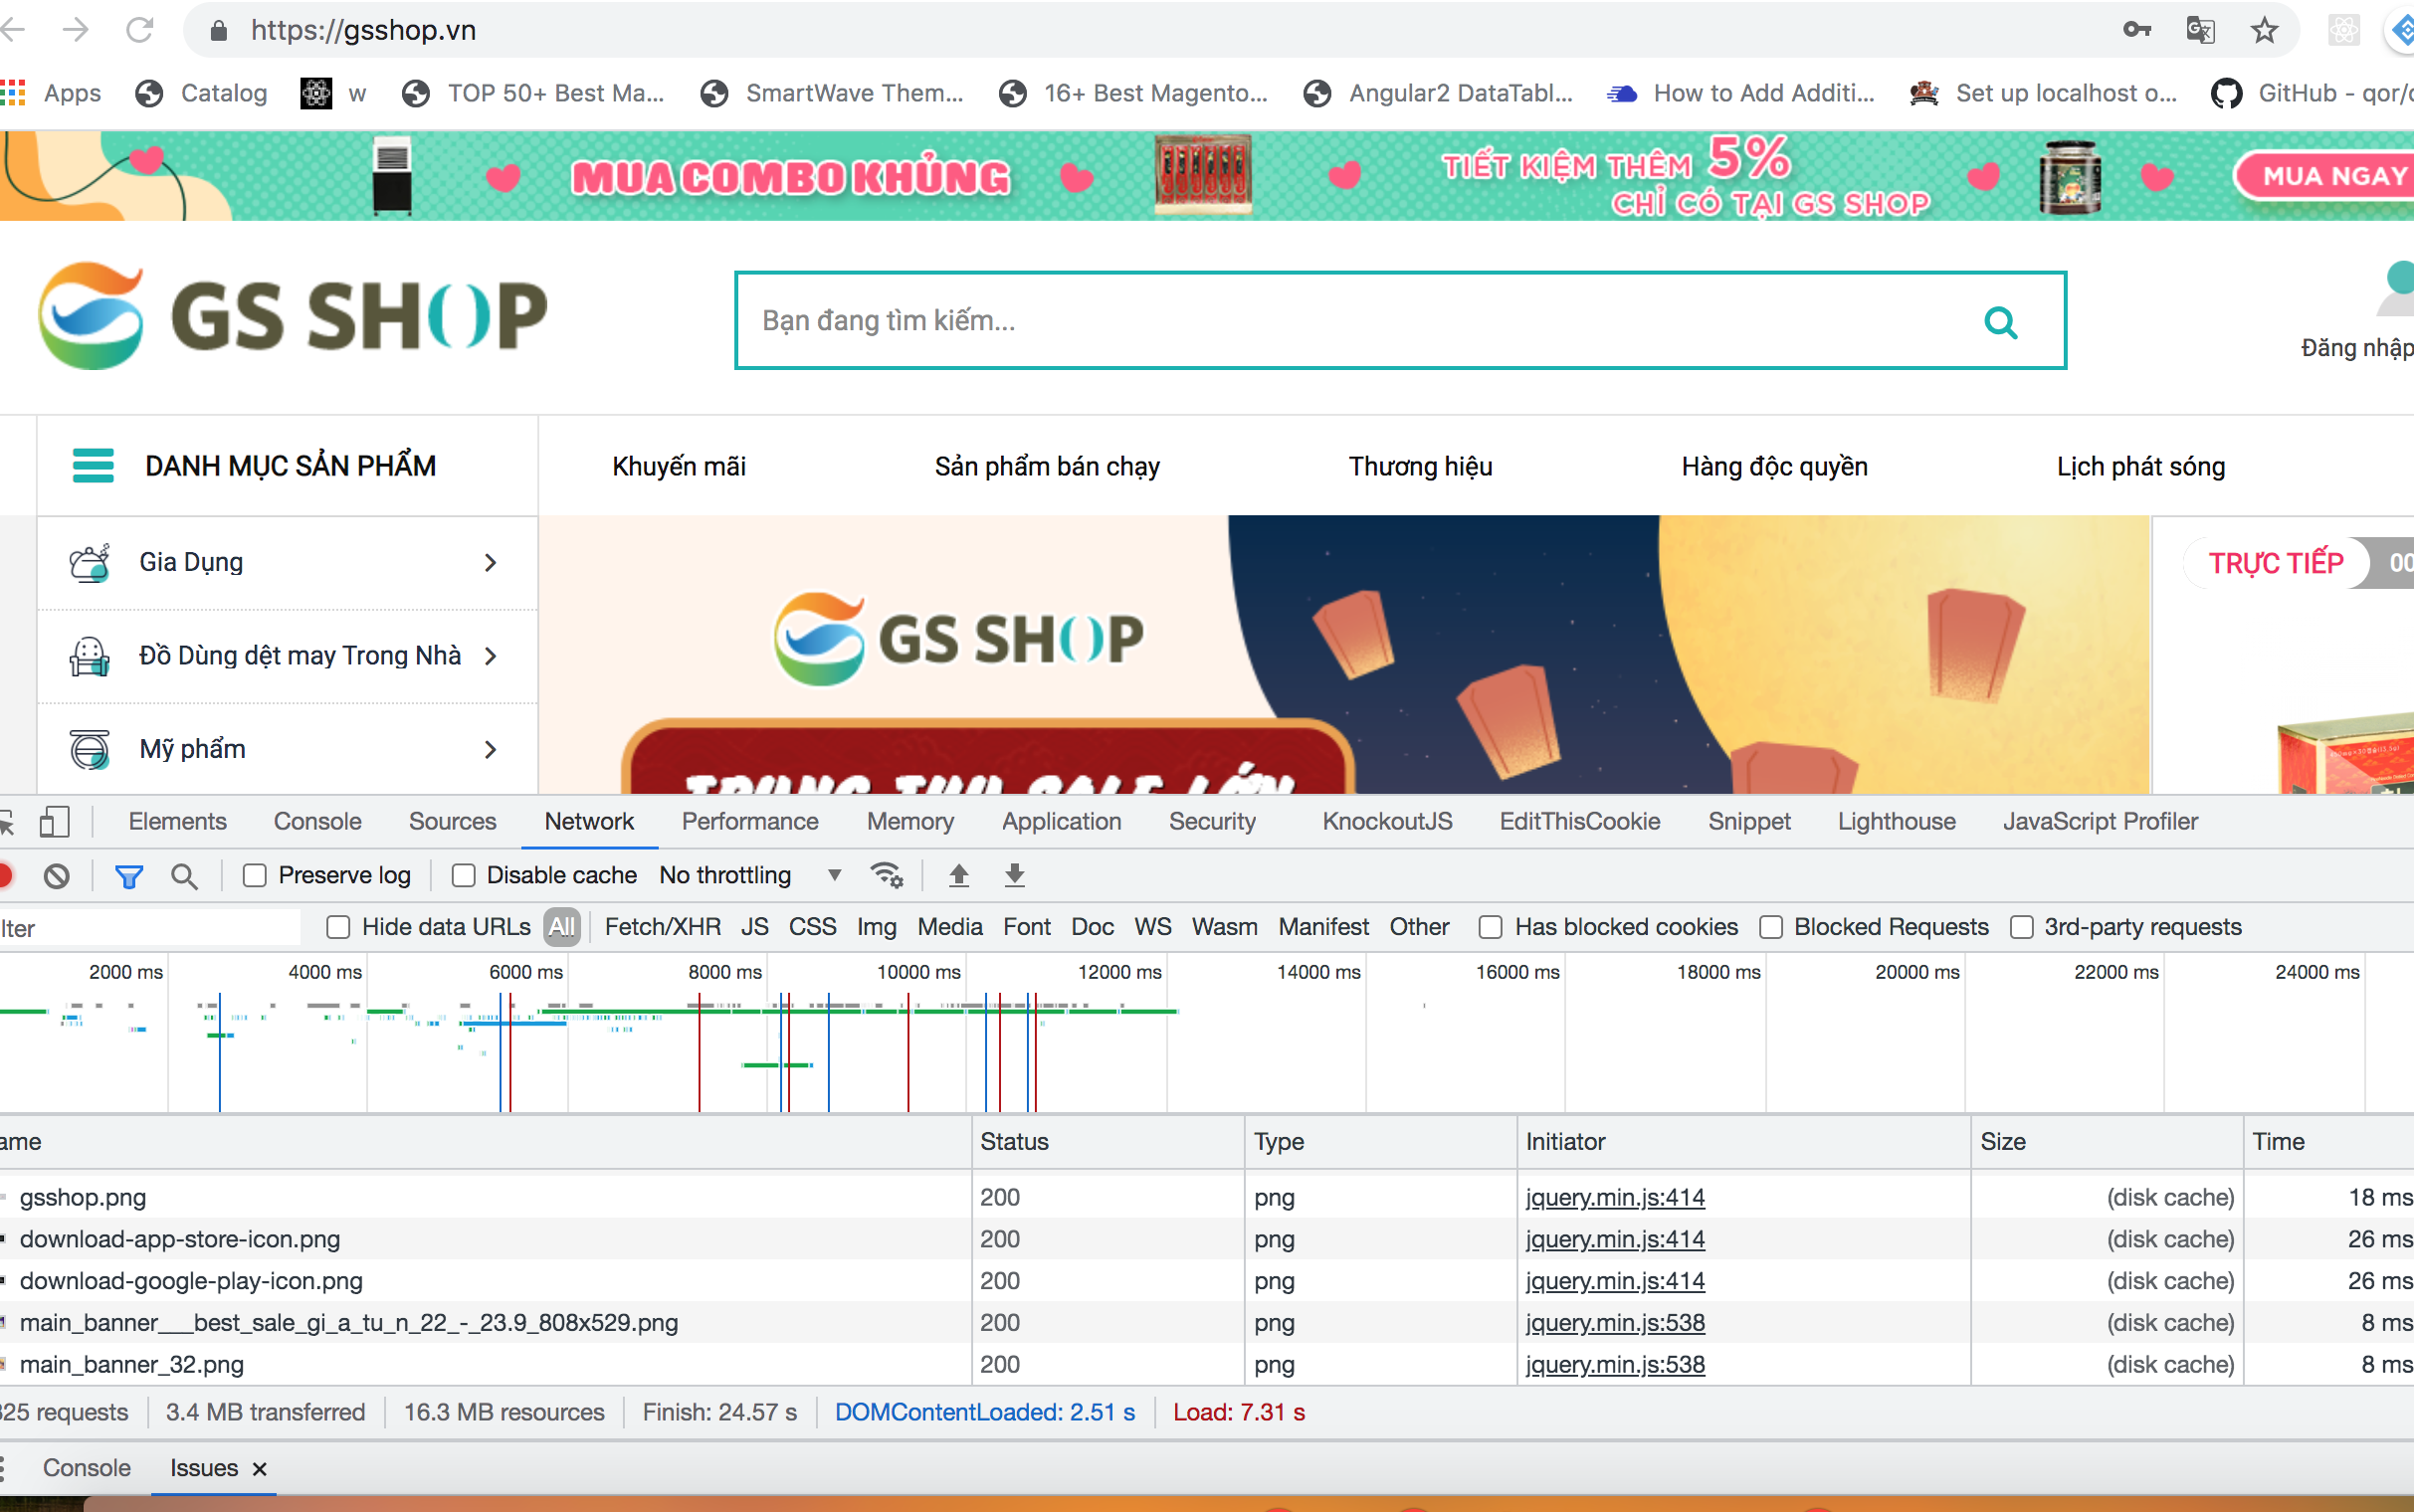 https://gsshop.vn
Apps Catalog w TOP 50+ Best Ma... SmartWave Them... 16+ Best Magento... Angular2 DataTabl... How to Add Additi... Set up localhost o... GitHub - qor/
MUA COMBO KHỦNG
TIẾT KIỆM THÊM 5%
CHỈ CÓ TẠI GS SHOP
MUA NGAY
GS SHOP
Bạn đang tìm kiếm...
Đăng nhập
DANH MỤC SẢN PHẨM Khuyến mãi Sản phẩm bán chạy Thương hiệu Hàng độc quyền Lịch phát sóng
Gia Dụng
Đồ Dùng dệt may Trong Nhà
Mỹ phẩm
GS SHOP
TRUNG THU SALE LỚN
TRỰC TIẾP 00
Elements Console Sources Network Performance Memory Application Security KnockoutJS EditThisCookie Snippet Lighthouse JavaScript Profiler
Preserve log Disable cache No throttling
lter Hide data URLs All Fetch/XHR JS CSS Img Media Font Doc WS Wasm Manifest Other Has blocked cookies Blocked Requests 3rd-party requests
2000 ms 4000 ms 6000 ms 8000 ms 10000 ms 12000 ms 14000 ms 16000 ms 18000 ms 20000 ms 22000 ms 24000 ms
ame Status Type Initiator Size Time
gsshop.png 200 png jquery.min.js:414 (disk cache) 18 ms
download-app-store-icon.png 200 png jquery.min.js:414 (disk cache) 26 ms
download-google-play-icon.png 200 png jquery.min.js:414 (disk cache) 26 ms
main_banner___best_sale_gi_a_tu_n_22_-_23.9_808x529.png 200 png jquery.min.js:538 (disk cache) 8 ms
main_banner_32.png 200 png jquery.min.js:538 (disk cache) 8 ms
325 requests 3.4 MB transferred 16.3 MB resources Finish: 24.57 s DOMContentLoaded: 2.51 s Load: 7.31 s
Console Issues